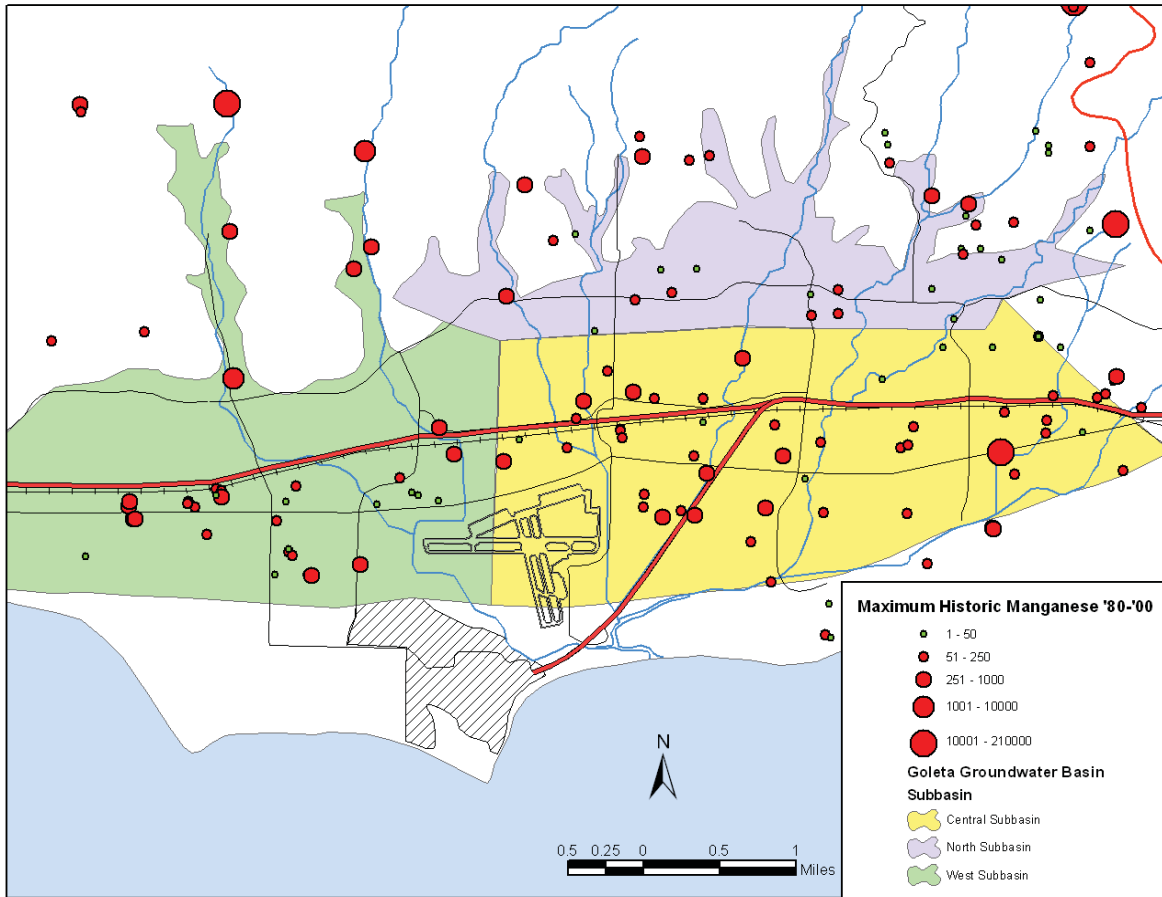 Maximum Historic Manganese '80-'00
1 - 50
51 - 250
251 - 1000
1001 - 10000
10001 - 210000
Goleta Groundwater Basin
Subbasin
Central Subbasin
North Subbasin
West Subbasin
N
0.5 0.25 0 0.5 1
Miles